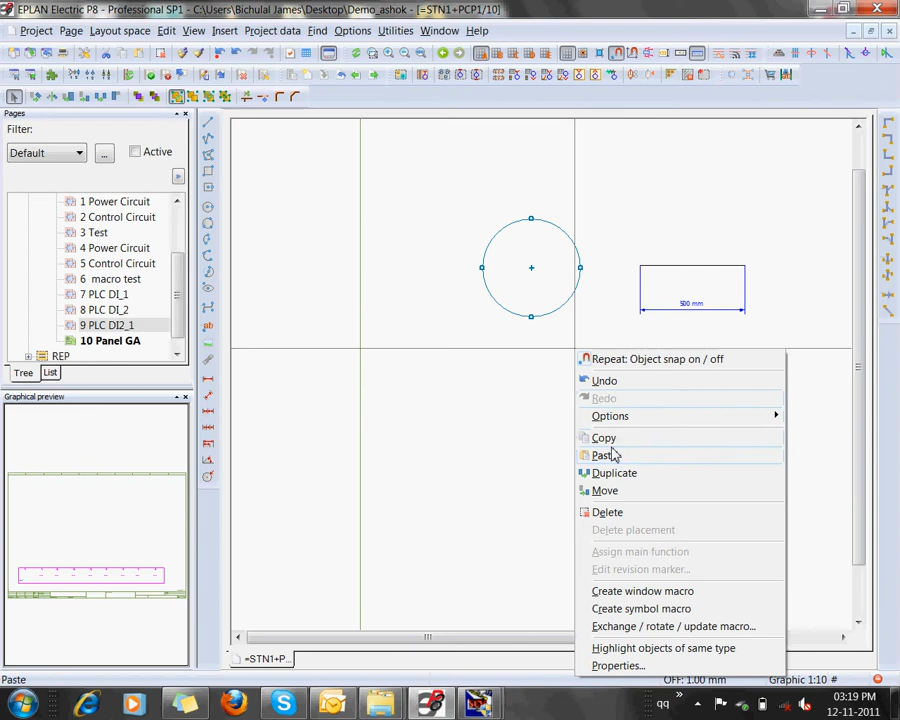 EPLAN Electric P8 - Professional SP1 - C:\Users\Bichulal James\Desktop\Demo_ashok - [=STN1+PCP1/10]
Project Page Layout space Edit View Insert Project data Find Options Utilities Window Help
Pages
Filter:
Default
...
Active
1 Power Circuit
2 Control Circuit
3 Test
4 Power Circuit
5 Control Circuit
6 macro test
7 PLC DI_1
8 PLC DI_2
9 PLC DI2_1
10 Panel GA
REP
Tree List
Graphical preview
500 mm
Repeat: Object snap on / off
Undo
Redo
Options
Copy
Paste
Duplicate
Move
Delete
Delete placement
Assign main function
Edit revision marker...
Create window macro
Create symbol macro
Exchange / rotate / update macro...
Highlight objects of same type
Properties...
=STN1+P...
Paste
OFF: 1.00 mm Graphic 1:10 #
qq
03:19 PM
12-11-2011